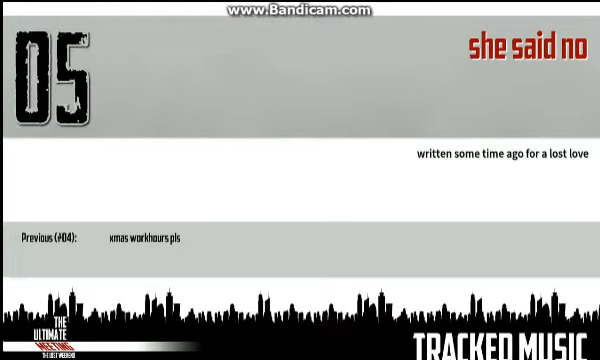 www.Bandicam.com
05
she said no
written some time ago for a lost love
Previous (#04): xmas workhours pls
THE
ULTIMATE
MEETING
THE LOST WEEKEND
TRACKED MUSIC